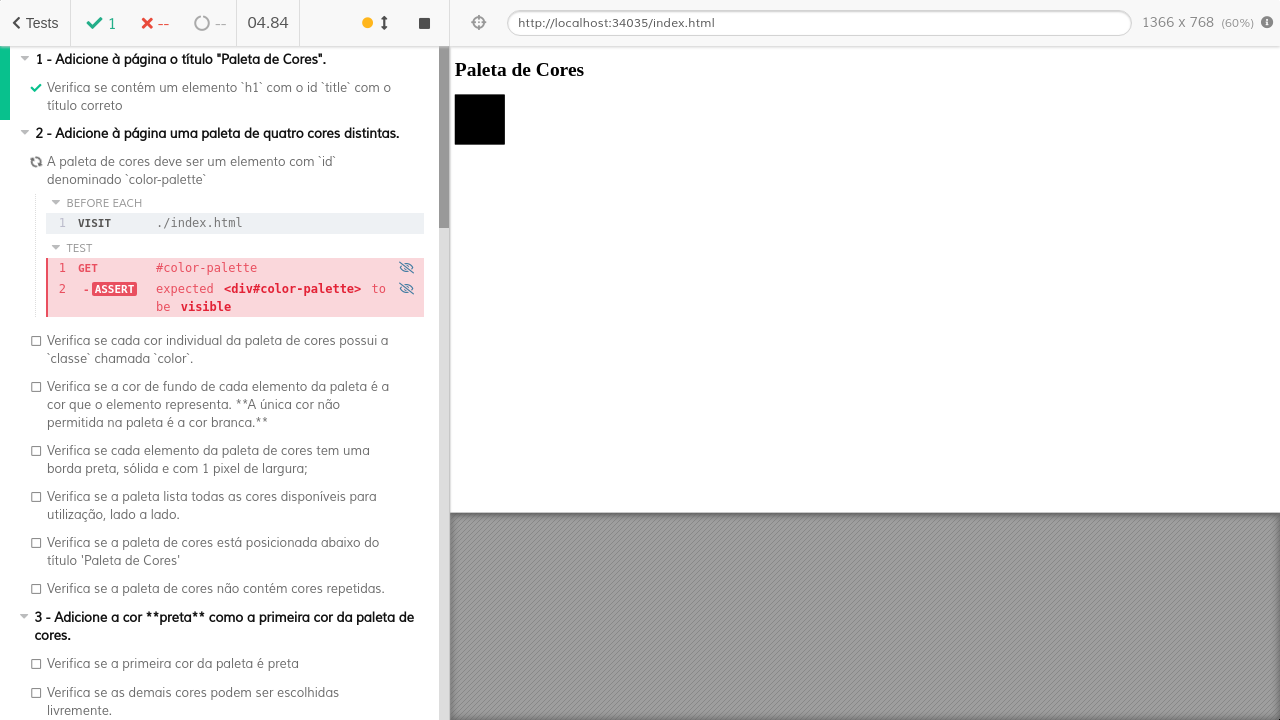 Tests
1
--
--
04.84
http://localhost:34035/index.html
1366 x 768 (60%)
1 - Adicione à página o título "Paleta de Cores".
Verifica se contém um elemento `h1` com o id `title` com o
título correto
2 - Adicione à página uma paleta de quatro cores distintas.
A paleta de cores deve ser um elemento com `id`
denominado `color-palette`
BEFORE EACH
1 VISIT ./index.html
TEST
1 GET #color-palette
2 -ASSERT expected <div#color-palette> to
be visible
Verifica se cada cor individual da paleta de cores possui a
`classe` chamada `color`.
Verifica se a cor de fundo de cada elemento da paleta é a
cor que o elemento representa. **A única cor não
permitida na paleta é a cor branca.**
Verifica se cada elemento da paleta de cores tem uma
borda preta, sólida e com 1 pixel de largura;
Verifica se a paleta lista todas as cores disponíveis para
utilização, lado a lado.
Verifica se a paleta de cores está posicionada abaixo do
título 'Paleta de Cores'
Verifica se a paleta de cores não contém cores repetidas.
3 - Adicione a cor **preta** como a primeira cor da paleta de
cores.
Verifica se a primeira cor da paleta é preta
Verifica se as demais cores podem ser escolhidas
livremente.
Paleta de Cores